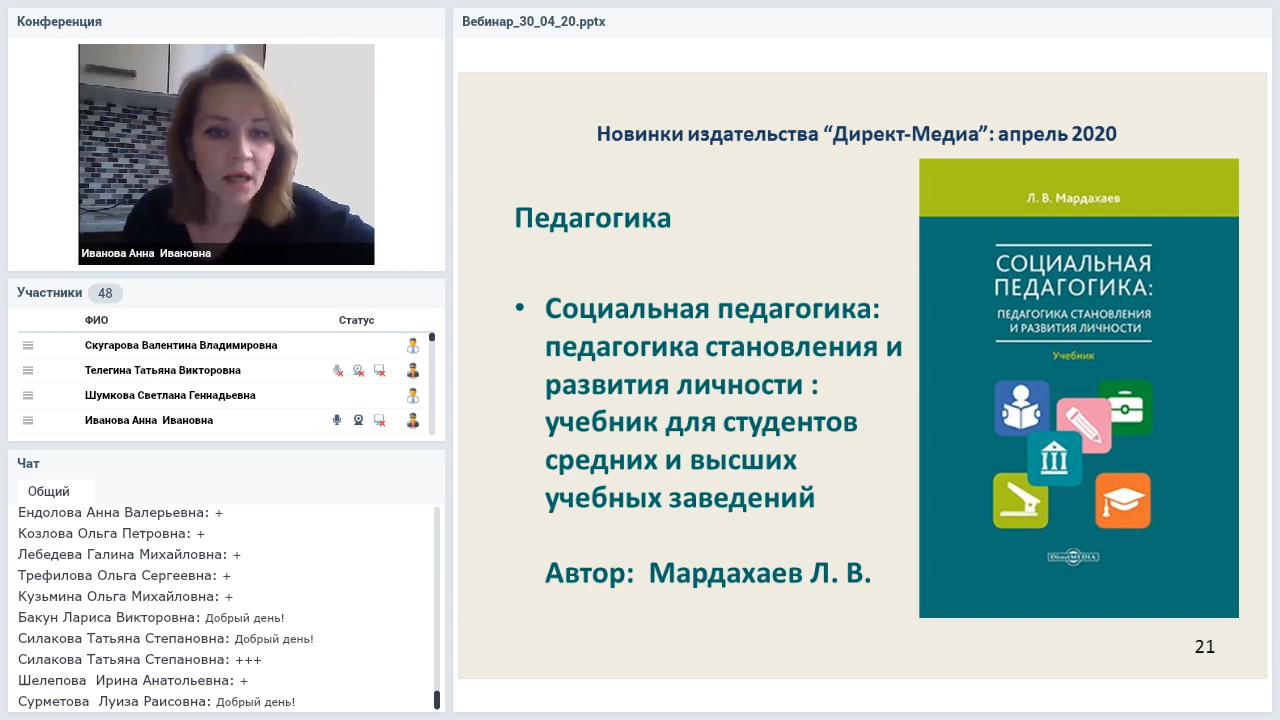 Конференция
Иванова Анна Ивановна
Участники 48
ФИО Статус
Скугарова Валентина Владимировна
Телегина Татьяна Викторовна
Шумкова Светлана Геннадьевна
Иванова Анна Ивановна
Чат
Общий
Ендолова Анна Валерьевна: +
Козлова Ольга Петровна: +
Лебедева Галина Михайловна: +
Трефилова Ольга Сергеевна: +
Кузьмина Ольга Михайловна: +
Бакун Лариса Викторовна: Добрый день!
Силакова Татьяна Степановна: Добрый день!
Силакова Татьяна Степановна: +++
Шелепова Ирина Анатольевна: +
Сурметова Луиза Раисовна: Добрый день!
Вебинар_30_04_20.pptx
Новинки издательства “Директ-Медиа”: апрель 2020
Педагогика
• Социальная педагогика:
педагогика становления и
развития личности :
учебник для студентов
средних и высших
учебных заведений
Автор: Мардахаев Л. В.
Л. В. Мардахаев
СОЦИАЛЬНАЯ
ПЕДАГОГИКА:
ПЕДАГОГИКА СТАНОВЛЕНИЯ
И РАЗВИТИЯ ЛИЧНОСТИ
Учебник
DirectMEDIA
21